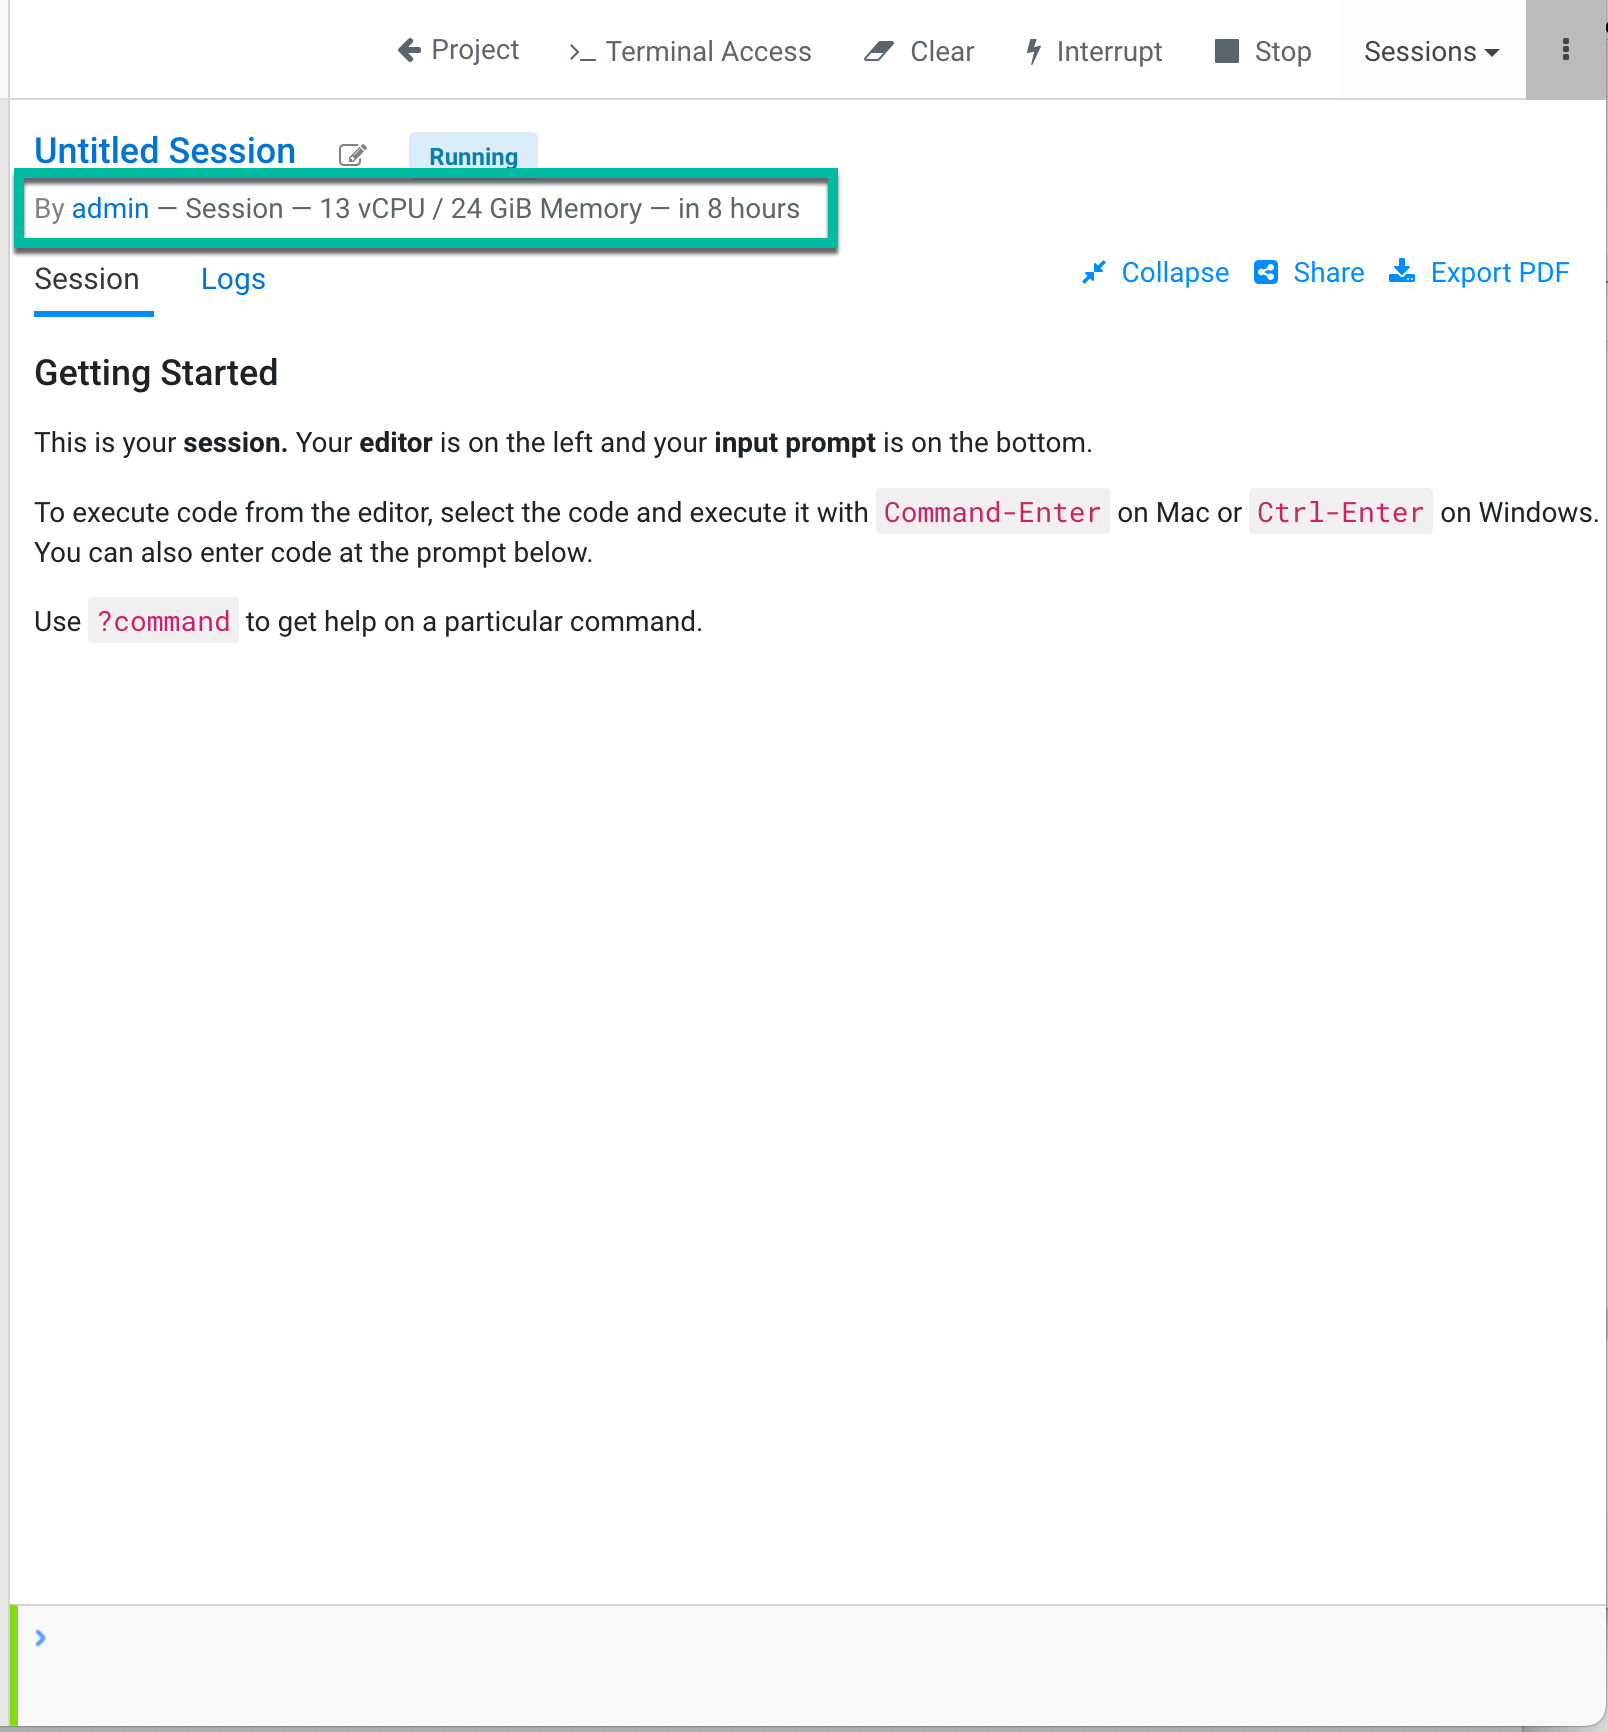 Project >_ Terminal Access Clear Interrupt Stop Sessions
Untitled Session Running
By admin — Session — 13 vCPU / 24 GiB Memory — in 8 hours
Session Logs Collapse Share Export PDF
Getting Started
This is your session. Your editor is on the left and your input prompt is on the bottom.
To execute code from the editor, select the code and execute it with Command-Enter on Mac or Ctrl-Enter on Windows.
You can also enter code at the prompt below.
Use ?command to get help on a particular command.